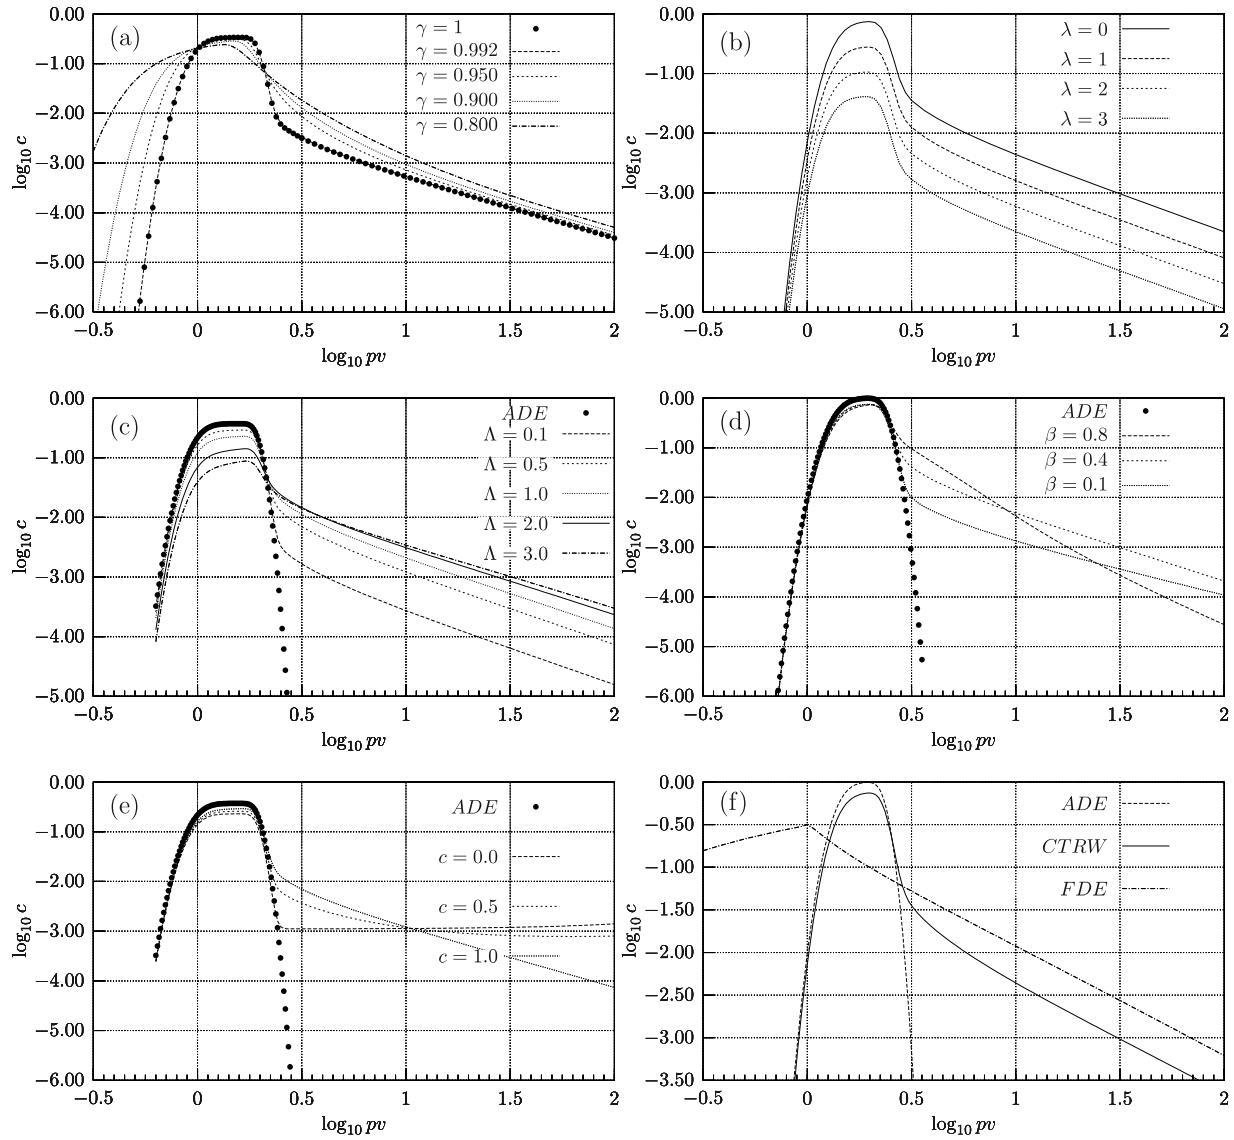 (a)
γ = 1
γ = 0.992
γ = 0.950
γ = 0.900
γ = 0.800
0.00
−1.00
−2.00
−3.00
−4.00
−5.00
−6.00
−0.5 0 0.5 1 1.5 2
log₁₀ c
log₁₀ pv
(b)
λ = 0
λ = 1
λ = 2
λ = 3
0.00
−1.00
−2.00
−3.00
−4.00
−5.00
−0.5 0 0.5 1 1.5 2
log₁₀ c
log₁₀ pv
(c)
ADE
Λ = 0.1
Λ = 0.5
Λ = 1.0
Λ = 2.0
Λ = 3.0
0.00
−1.00
−2.00
−3.00
−4.00
−5.00
−0.5 0 0.5 1 1.5 2
log₁₀ c
log₁₀ pv
(d)
ADE
β = 0.8
β = 0.4
β = 0.1
0.00
−1.00
−2.00
−3.00
−4.00
−5.00
−6.00
−0.5 0 0.5 1 1.5 2
log₁₀ c
log₁₀ pv
(e)
ADE
c = 0.0
c = 0.5
c = 1.0
0.00
−1.00
−2.00
−3.00
−4.00
−5.00
−6.00
−0.5 0 0.5 1 1.5 2
log₁₀ c
log₁₀ pv
(f)
ADE
CTRW
FDE
0.00
−0.50
−1.00
−1.50
−2.00
−2.50
−3.00
−3.50
−0.5 0 0.5 1 1.5 2
log₁₀ c
log₁₀ pv